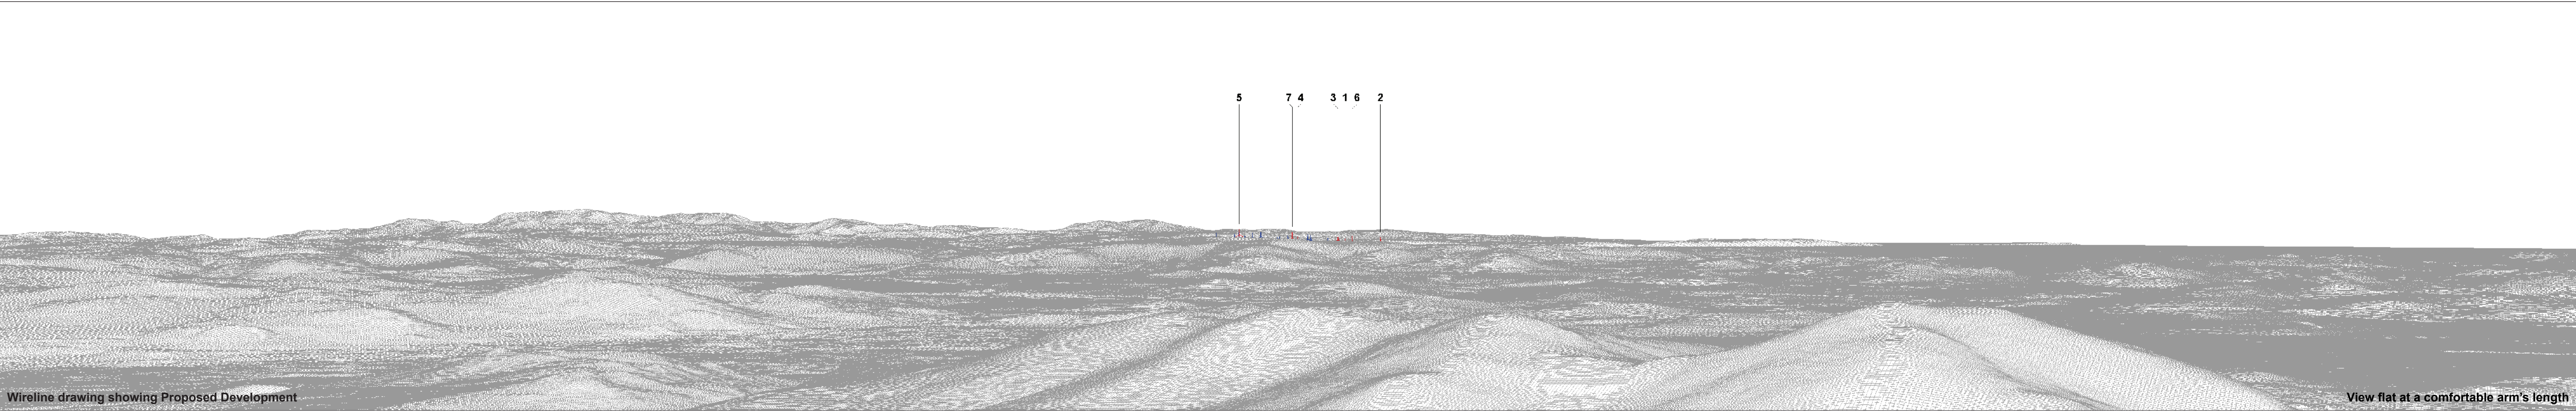 5 7 4 3 1 6 2
Wireline drawing showing Proposed Development
View flat at a comfortable arm's length